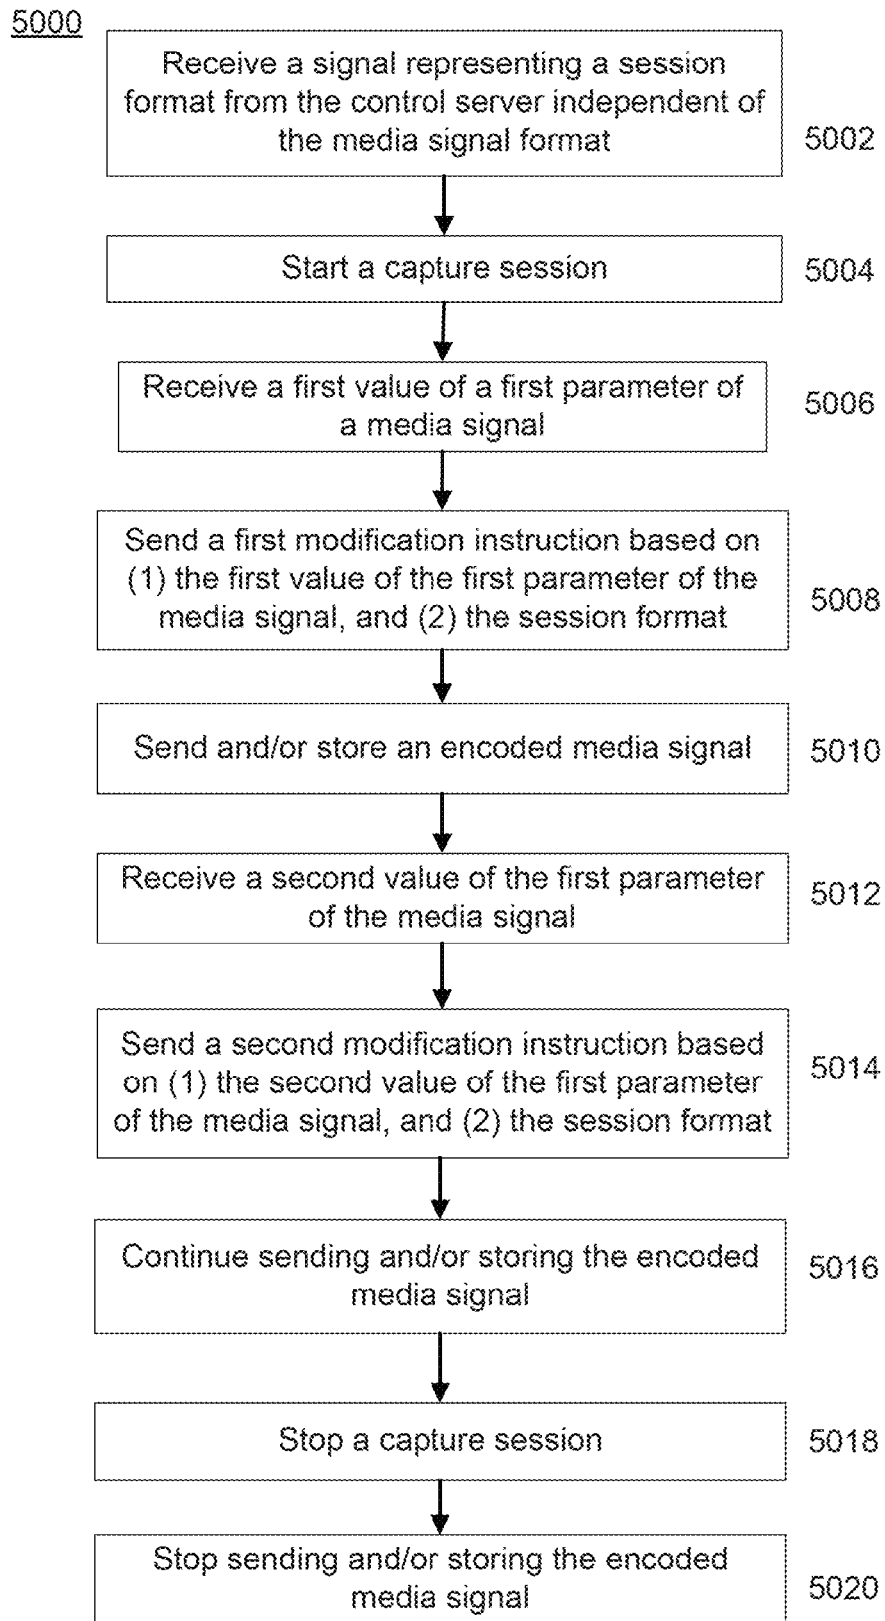 5000
Receive a signal representing a session
format from the control server independent of
the media signal format
5002
Start a capture session
5004
Receive a first value of a first parameter of
a media signal
5006
Send a first modification instruction based on
(1) the first value of the first parameter of the
media signal, and (2) the session format
5008
Send and/or store an encoded media signal
5010
Receive a second value of the first parameter
of the media signal
5012
Send a second modification instruction based
on (1) the second value of the first parameter
of the media signal, and (2) the session format
5014
Continue sending and/or storing the encoded
media signal
5016
Stop a capture session
5018
Stop sending and/or storing the encoded
media signal
5020